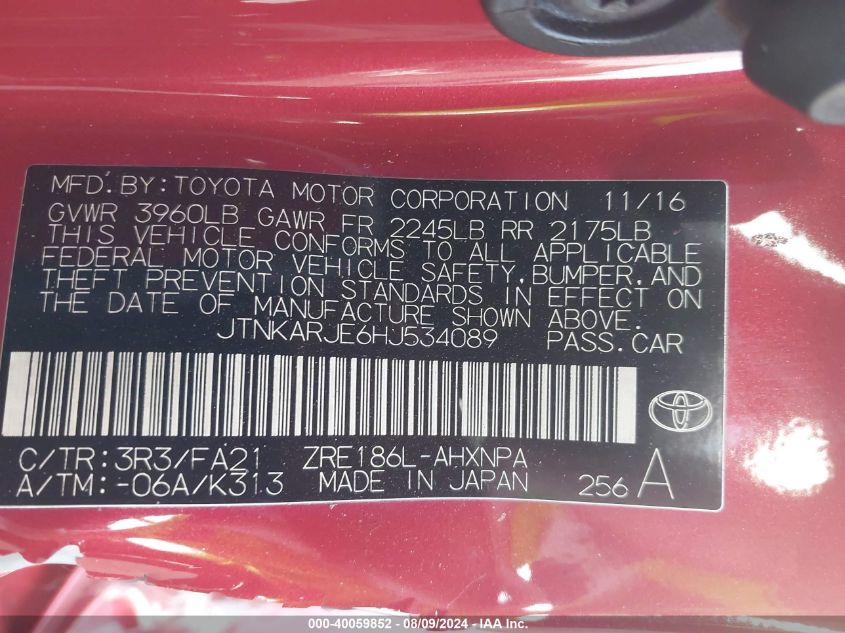 MFD. BY: TOYOTA MOTOR CORPORATION 11/16
GVWR 3960LB GAWR FR 2245LB RR 2175LB
THIS VEHICLE CONFORMS TO ALL APPLICABLE
FEDERAL MOTOR VEHICLE SAFETY, BUMPER, AND
THEFT PREVENTION STANDARDS IN EFFECT ON
THE DATE OF MANUFACTURE SHOWN ABOVE.
JTNKARJE6HJ534089 PASS. CAR
C/TR: 3R3/FA21 ZRE186L-AHXNPA
A/TM: -06A/K313 MADE IN JAPAN 256 A
000-40059852 - 08/09/2024 - IAA Inc.